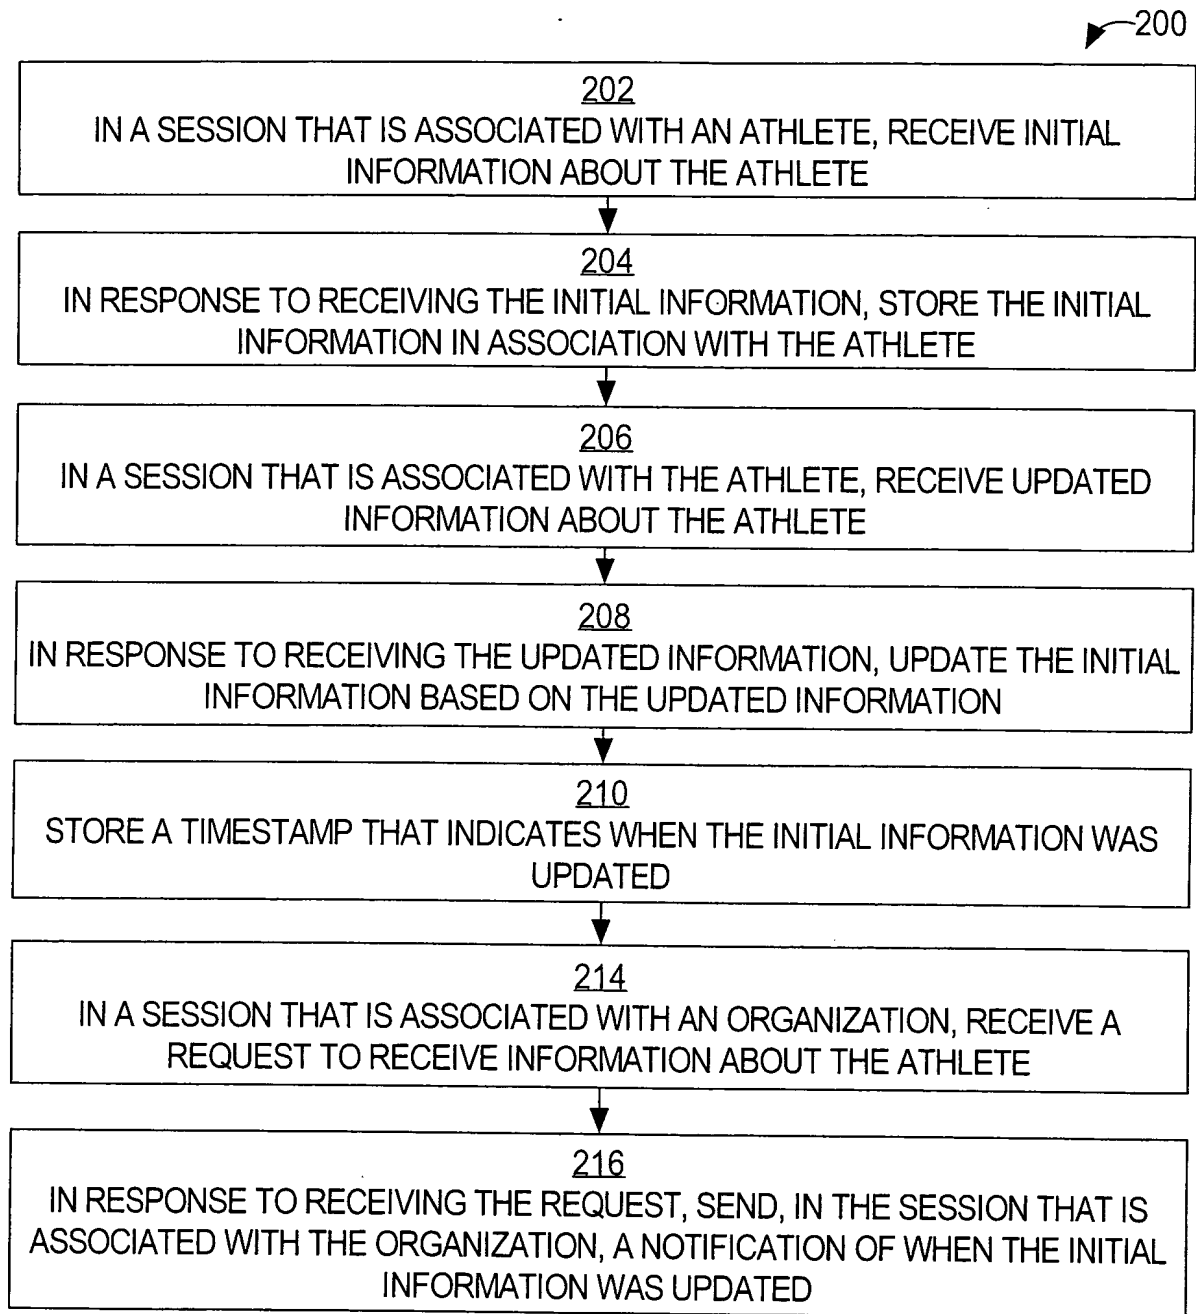 200
202
IN A SESSION THAT IS ASSOCIATED WITH AN ATHLETE, RECEIVE INITIAL
INFORMATION ABOUT THE ATHLETE
204
IN RESPONSE TO RECEIVING THE INITIAL INFORMATION, STORE THE INITIAL
INFORMATION IN ASSOCIATION WITH THE ATHLETE
206
IN A SESSION THAT IS ASSOCIATED WITH THE ATHLETE, RECEIVE UPDATED
INFORMATION ABOUT THE ATHLETE
208
IN RESPONSE TO RECEIVING THE UPDATED INFORMATION, UPDATE THE INITIAL
INFORMATION BASED ON THE UPDATED INFORMATION
210
STORE A TIMESTAMP THAT INDICATES WHEN THE INITIAL INFORMATION WAS
UPDATED
214
IN A SESSION THAT IS ASSOCIATED WITH AN ORGANIZATION, RECEIVE A
REQUEST TO RECEIVE INFORMATION ABOUT THE ATHLETE
216
IN RESPONSE TO RECEIVING THE REQUEST, SEND, IN THE SESSION THAT IS
ASSOCIATED WITH THE ORGANIZATION, A NOTIFICATION OF WHEN THE INITIAL
INFORMATION WAS UPDATED